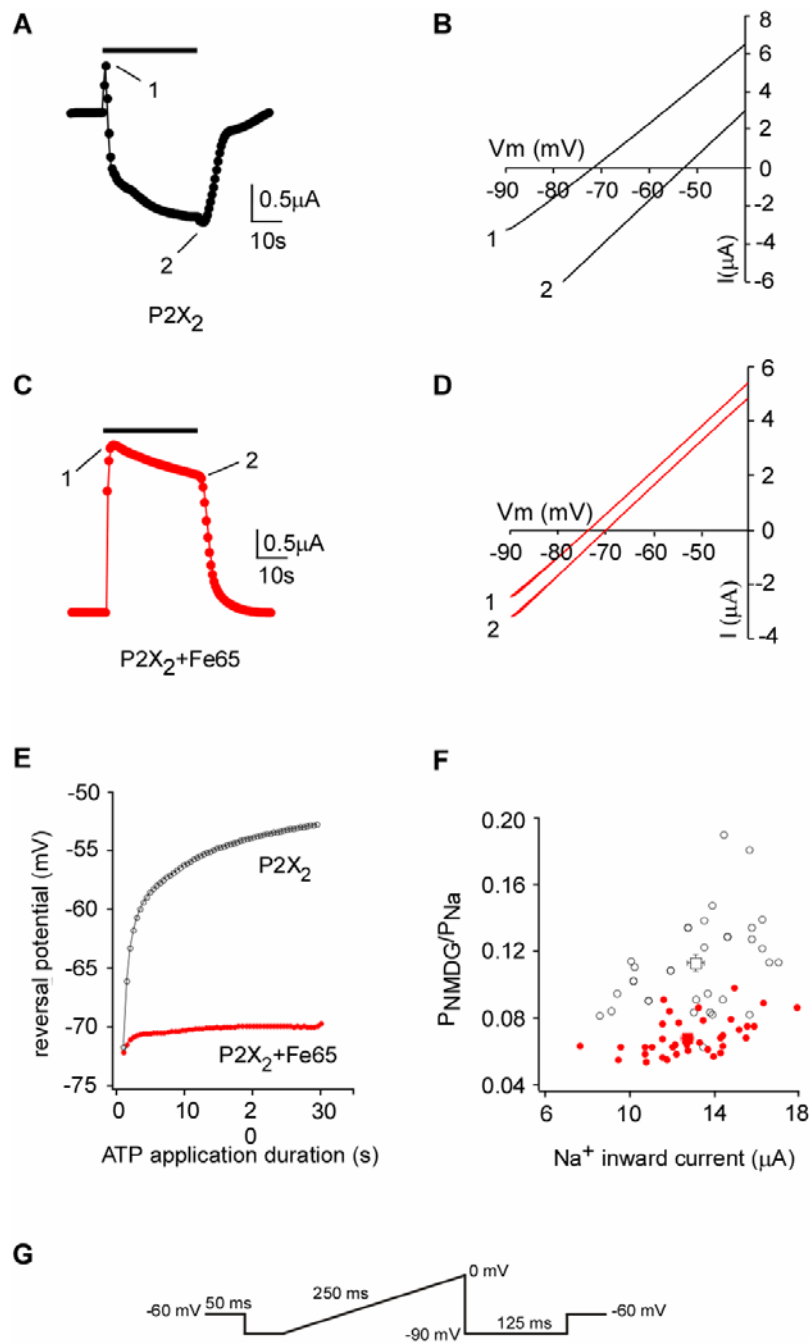 A
1
0.5µA
10s
2
P2X2
B
8
6
4
2
0
-2
-4
-6
Vm (mV)
-90 -80 -70 -60 -50
1
2
I(µA)
C
1
2
0.5µA
10s
P2X2+Fe65
D
6
4
2
0
-2
-4
Vm (mV)
-90 -80 -70 -60 -50
1
2
I (µA)
E
-50
-55
-60
-65
-70
-75
reversal potential (mV)
P2X2
P2X2+Fe65
0 10 20 30
0
ATP application duration (s)
F
0.20
0.16
0.12
0.08
0.04
PNMDG/PNa
6 10 14 18
Na+ inward current (µA)
G
-60 mV 50 ms 250 ms 0 mV
-90 mV 125 ms -60 mV